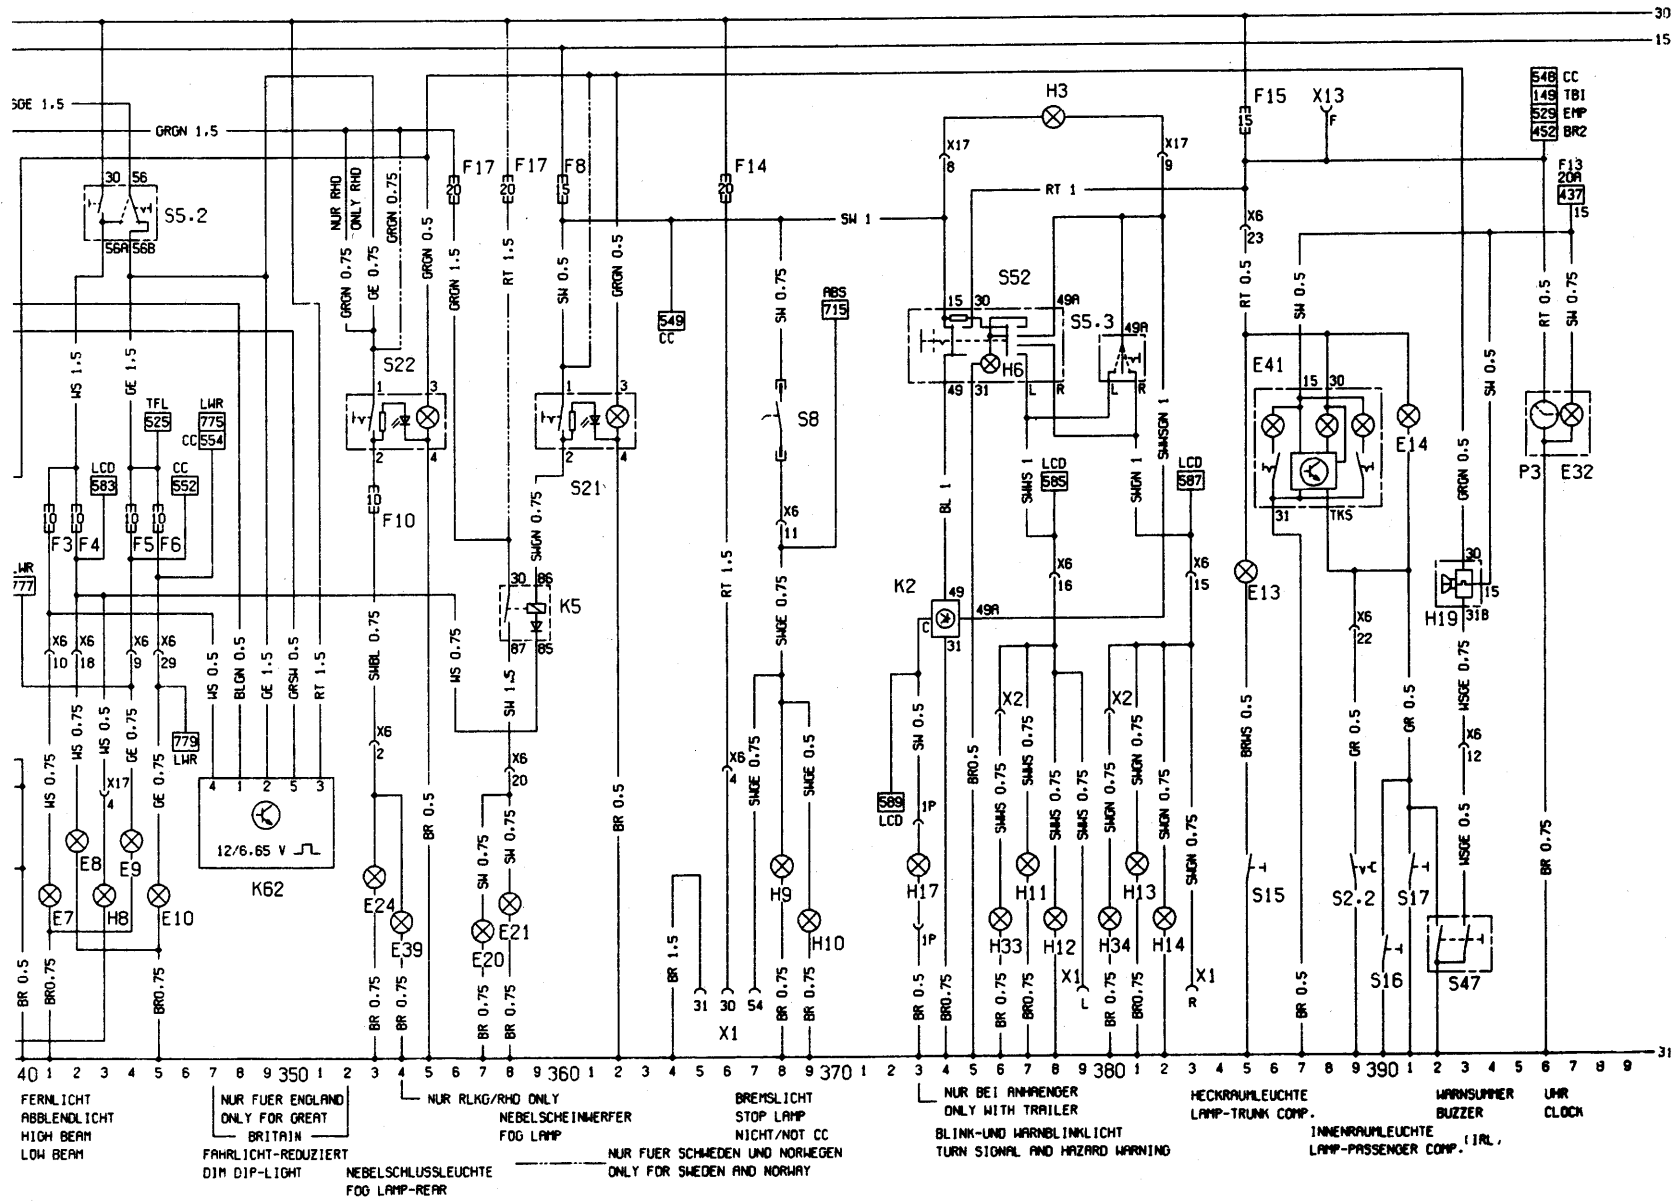 30
15
SGE 1.5
GRGN 1.5
30 56
S5.2
56A 56B
NUR RHD
ONLY RHD
GRGN 0.75
GRGN 0.75
GE 0.75
GRGN 0.5
GRGN 1.5
F17
20
F17
20
RT 1.5
F8
15
SW 0.5
GRGN 0.5
F14
20
SW 1
549
CC
SW 0.75
ABS
715
H3
X17
8
X17
9
RT 1
F15
15
X13
F
548 CC
149 TBI
529 EMP
452 BR2
F13
20A
437
15
X6
23
S52
15 30 49A
H6
49 31 L R
S5.3
49A
L R
RT 0.5
SW 0.5
SW 0.5
RT 0.5
SW 0.75
WS 1.5
GE 1.5
TFL
525
LWR
775
CC 554
LCD
583
CC
552
S22
1 3
2 4
S21
1 3
2 4
S8
E41
15 30
31 TKS
E14
P3 E32
10 10 10 10
F3 F4 F5 F6
LWR
777
10
F10
SWGN 0.75
X6
11
BL 1
SWWS 1
LCD
585
SWGN 1
SWWSGN 1
LCD
587
GRGN 0.5
30
15
31B
H19
E13
X6
10
X6
18
X6
9
X6
29
SWBL 0.75
WS 0.75
30 86
K5
87 85
RT 1.5
SWGE 0.75
K2
49
49A
C
31
X6
16
X6
15
X6
22
WS 0.5
BLGN 0.5
GE 1.5
GRSW 0.5
RT 1.5
779
LWR
4 1 2 5 3
12/6.65 V
K62
WS 0.75
WS 0.75
WS 0.5
GE 0.75
GE 0.75
X17
4
E7
E8
H8
E9
E10
X6
2
SW 1.5
X6
20
SW 0.75
SW 0.75
X6
4
SWGE 0.75
SWGE 0.5
BR 0.5
BR 0.5
E24
E39
E20
E21
H9
H10
SW 0.5
589
LCD
1P
H17
1P
BR0.5
X2
SWWS 0.75
SWWS 0.75
SWWS 0.75
SWWS 0.75
X2
SWGN 0.75
SWGN 0.75
SWGN 0.75
SWGN 0.75
H33
H11
H12
H34
H13
H14
X1
L
X1
R
BRWS 0.5
GR 0.5
GR 0.5
WSGE 0.75
X6
12
WSGE 0.5
BR 0.75
S15
S2.2
S17
S16
S47
BR 0.5
BR0.75
BR0.75
BR 0.75
BR 0.75
BR 0.75
BR 0.75
BR 1.5
31 30 54
X1
BR 0.75
BR 0.75
BR 0.5
BR0.75
BR 0.75
BR0.75
BR 0.75
BR 0.75
BR0.75
BR 0.75
BR 0.5
31
40 1 2 3 4 5 6 7 8 9 350 1 2 3 4 5 6 7 8 9 360 1 2 3 4 5 6 7 8 9 370 1 2 3 4 5 6 7 8 9 380 1 2 3 4 5 6 7 8 9 390 1 2 3 4 5 6 7 8 9
FERNLICHT
ABBLENDLICHT
HIGH BEAM
LOW BEAM
NUR FUER ENGLAND
ONLY FOR GREAT
BRITAIN
FAHRLICHT-REDUZIERT
DIM DIP-LIGHT
NUR RLKG/RHD ONLY
NEBELSCHEINWERFER
FOG LAMP
NEBELSCHLUSSLEUCHTE
FOG LAMP-REAR
BREMSLICHT
STOP LAMP
NICHT/NOT CC
NUR FUER SCHWEDEN UND NORWEGEN
ONLY FOR SWEDEN AND NORWAY
NUR BEI ANHAENGER
ONLY WITH TRAILER
BLINK-UND WARNBLINKLICHT
TURN SIGNAL AND HAZARD WARNING
HECKRAUMLEUCHTE
LAMP-TRUNK COMP.
INNENRAUMLEUCHTE
LAMP-PASSENGER COMP.
WARNSUMMER
BUZZER
UHR
CLOCK